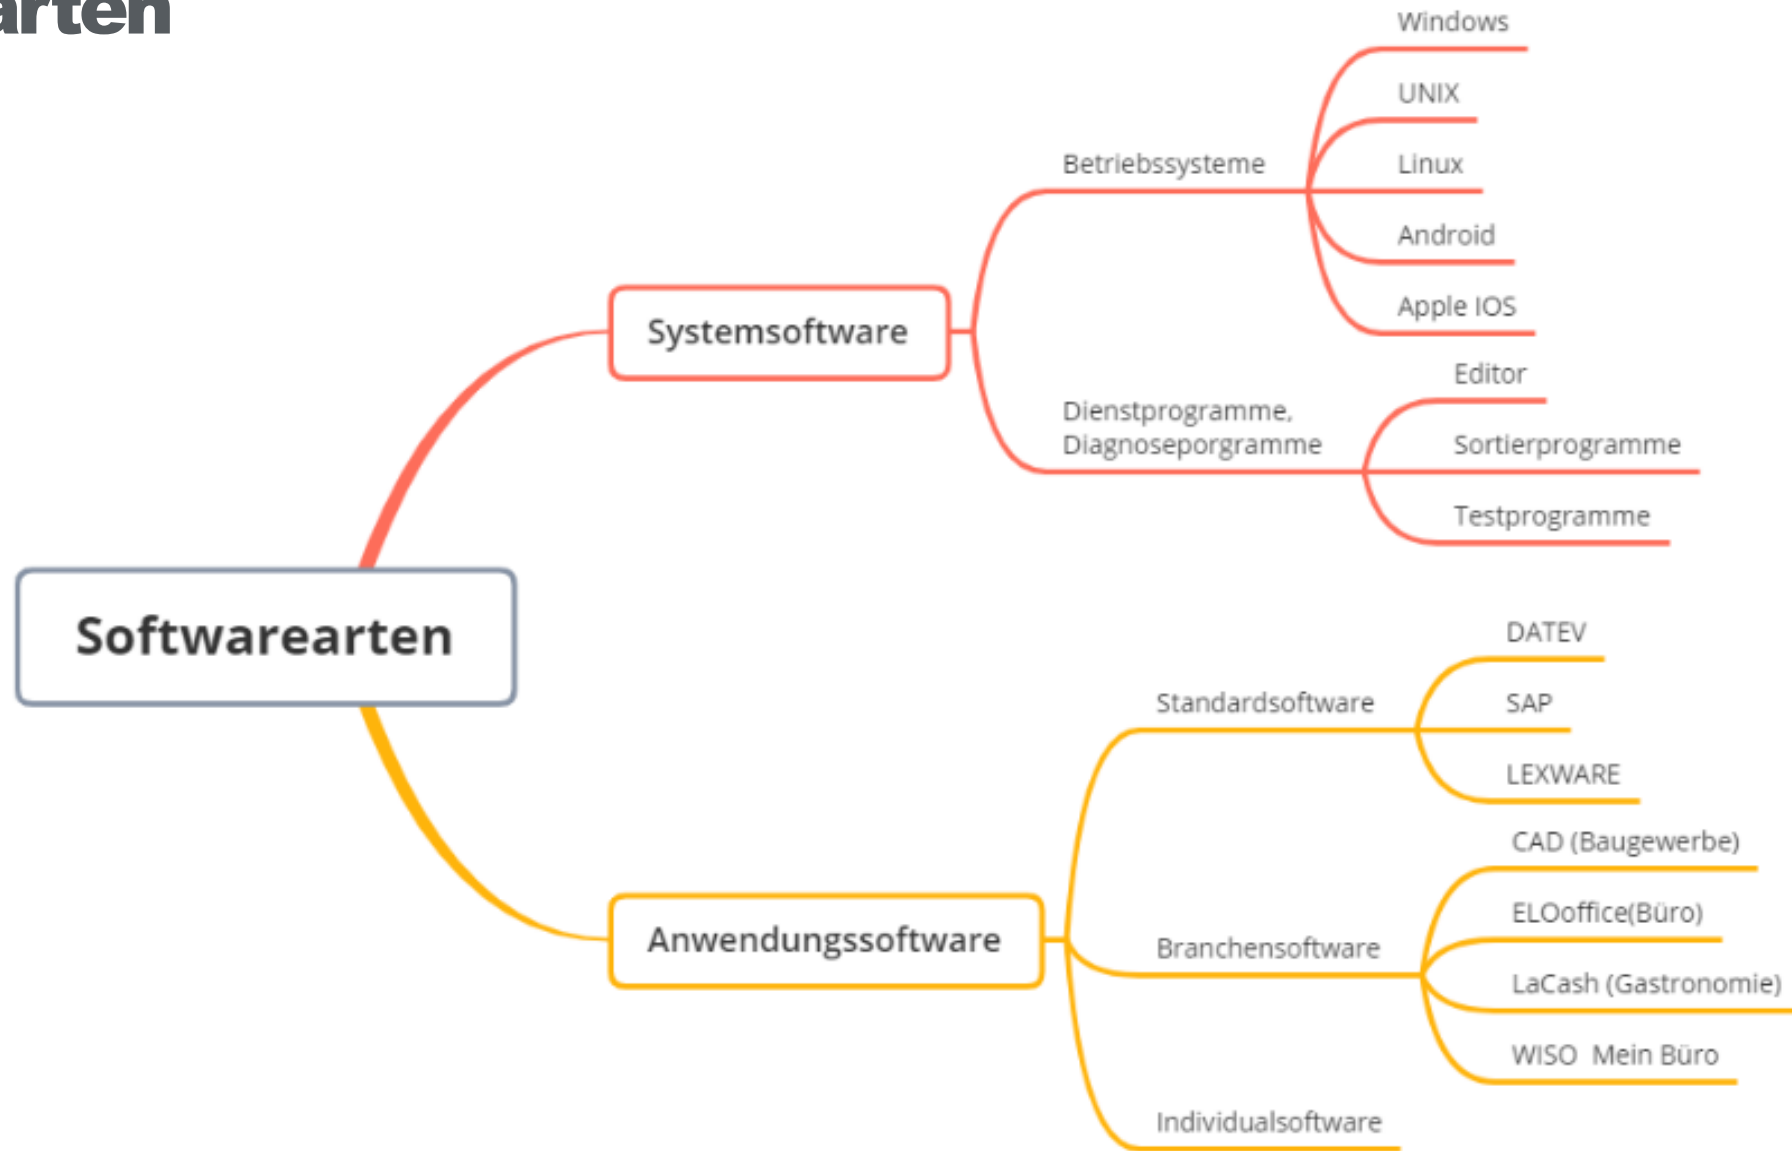 arten
Softwarearten
Systemsoftware
Betriebssysteme
Windows
UNIX
Linux
Android
Apple IOS
Dienstprogramme,
Diagnoseporgramme
Editor
Sortierprogramme
Testprogramme
Anwendungssoftware
Standardsoftware
DATEV
SAP
LEXWARE
Branchensoftware
CAD (Baugewerbe)
ELOoffice(Büro)
LaCash (Gastronomie)
WISO  Mein Büro
Individualsoftware